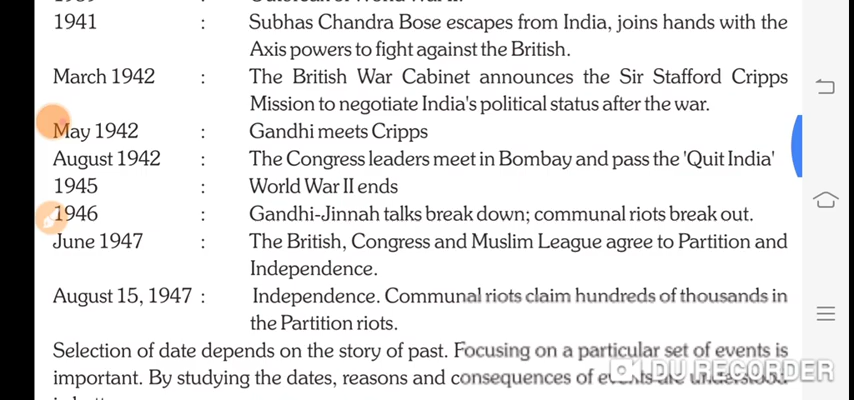 1941 : Subhas Chandra Bose escapes from India, joins hands with the
Axis powers to fight against the British.
March 1942 : The British War Cabinet announces the Sir Stafford Cripps
Mission to negotiate India's political status after the war.
May 1942 : Gandhi meets Cripps
August 1942 : The Congress leaders meet in Bombay and pass the 'Quit India'
1945 : World War II ends
1946 : Gandhi-Jinnah talks break down; communal riots break out.
June 1947 : The British, Congress and Muslim League agree to Partition and
Independence.
August 15, 1947 : Independence. Communal riots claim hundreds of thousands in
the Partition riots.
Selection of date depends on the story of past. Focusing on a particular set of events is
important. By studying the dates, reasons and consequences of events are understood
DU RECORDER